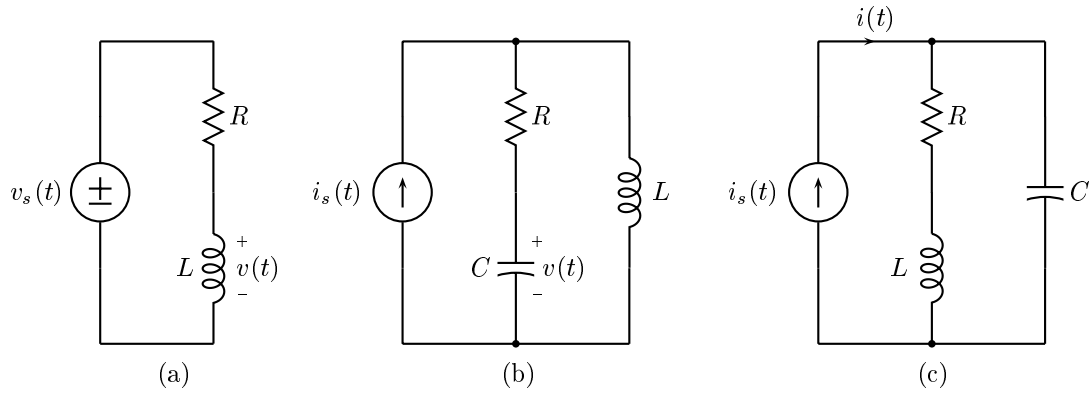 i(t)
R
R
R
v_s(t)
+
−
i_s(t)
L
i_s(t)
C
L
+
v(t)
−
C
+
v(t)
−
L
(a)
(b)
(c)